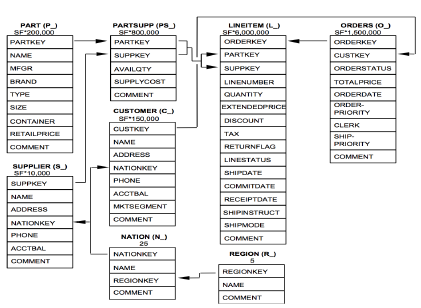 PART (P_)
SF*200,000
PARTKEY
NAME
MFGR
BRAND
TYPE
SIZE
CONTAINER
RETAILPRICE
COMMENT
SUPPLIER (S_)
SF*10,000
SUPPKEY
NAME
ADDRESS
NATIONKEY
PHONE
ACCTBAL
COMMENT
PARTSUPP (PS_)
SF*800,000
PARTKEY
SUPPKEY
AVAILQTY
SUPPLYCOST
COMMENT
CUSTOMER (C_)
SF*150,000
CUSTKEY
NAME
ADDRESS
NATIONKEY
PHONE
ACCTBAL
MKTSEGMENT
COMMENT
NATION (N_)
25
NATIONKEY
NAME
REGIONKEY
COMMENT
LINEITEM (L_)
SF*6,000,000
ORDERKEY
PARTKEY
SUPPKEY
LINENUMBER
QUANTITY
EXTENDEDPRICE
DISCOUNT
TAX
RETURNFLAG
LINESTATUS
SHIPDATE
COMMITDATE
RECEIPTDATE
SHIPINSTRUCT
SHIPMODE
COMMENT
REGION (R_)
5
REGIONKEY
NAME
COMMENT
ORDERS (O_)
SF*1,500,000
ORDERKEY
CUSTKEY
ORDERSTATUS
TOTALPRICE
ORDERDATE
ORDER-
PRIORITY
CLERK
SHIP-
PRIORITY
COMMENT